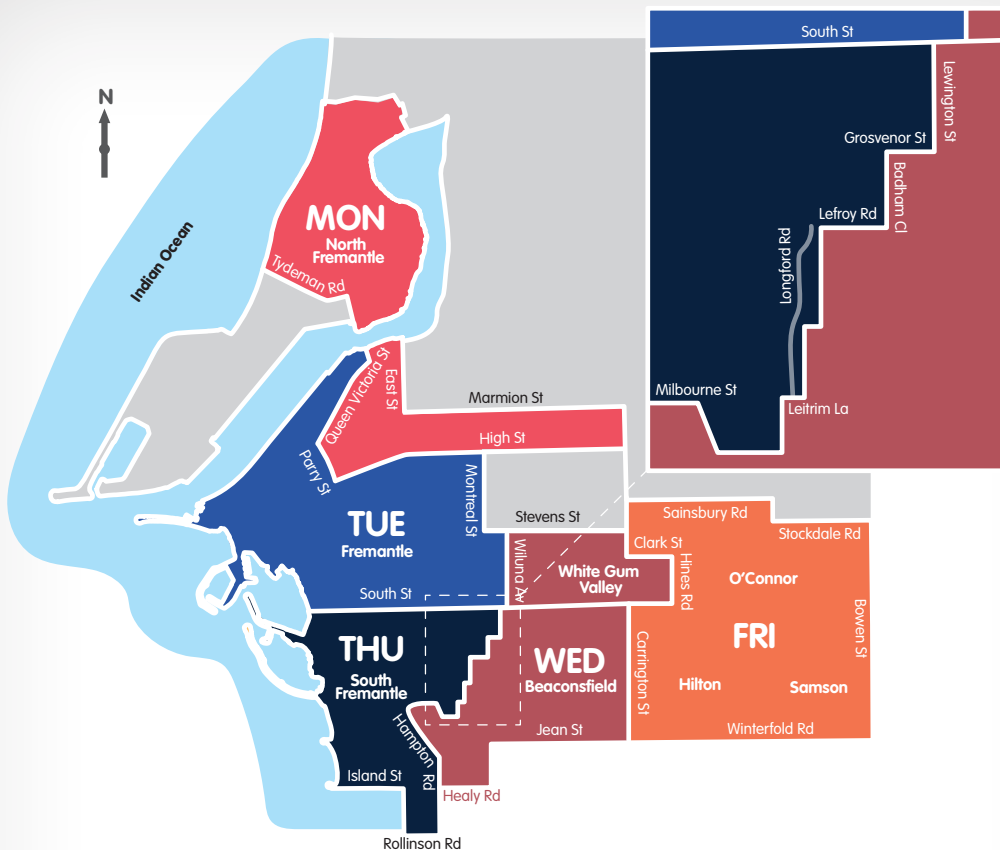 N
Indian Ocean
MON
North
Fremantle
Tydeman Rd
Queen Victoria St
East St
Marmion St
High St
Parry St
Montreal St
TUE
Fremantle
Stevens St
South St
Wiluna Av
White Gum
Valley
THU
South
Fremantle
WED
Beaconsfield
Hampton Rd
Jean St
Island St
Healy Rd
Rollinson Rd
Sainsbury Rd
Stockdale Rd
Clark St
Hines Rd
O'Connor
FRI
Bowen St
Carrington St
Hilton
Samson
Winterfold Rd
South St
Lewington St
Grosvenor St
Badham Cl
Lefroy Rd
Longford Rd
Milbourne St
Leitrim La